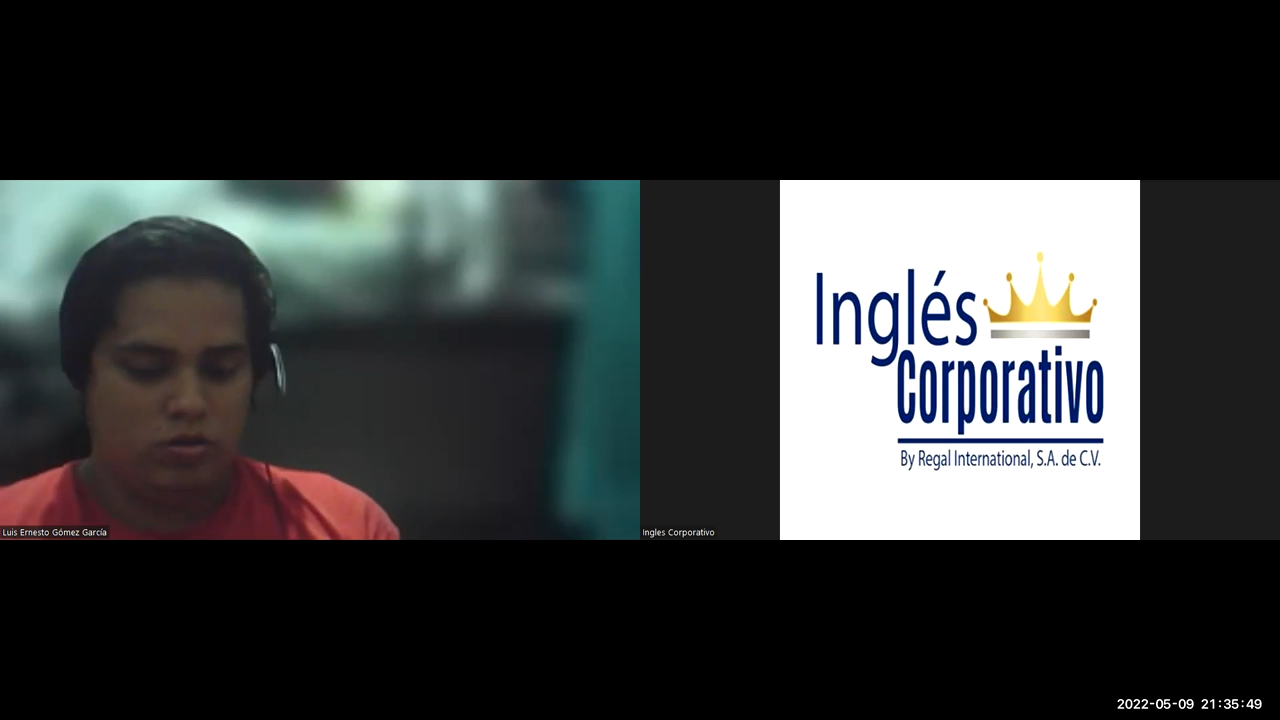 Inglés
Corporativo
By Regal International, S.A. de C.V.
Luis Ernesto Gómez García
Ingles Corporativo
2022-05-09 21:35:49